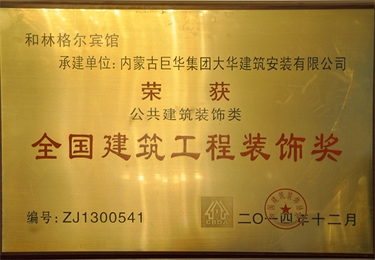 和林格尔宾馆
承建单位:内蒙古巨华集团大华建筑安装有限公司
荣获
公共建筑装饰类
全国建筑工程装饰奖
编号:ZJ1300541
CBDA
二〇一四年十二月